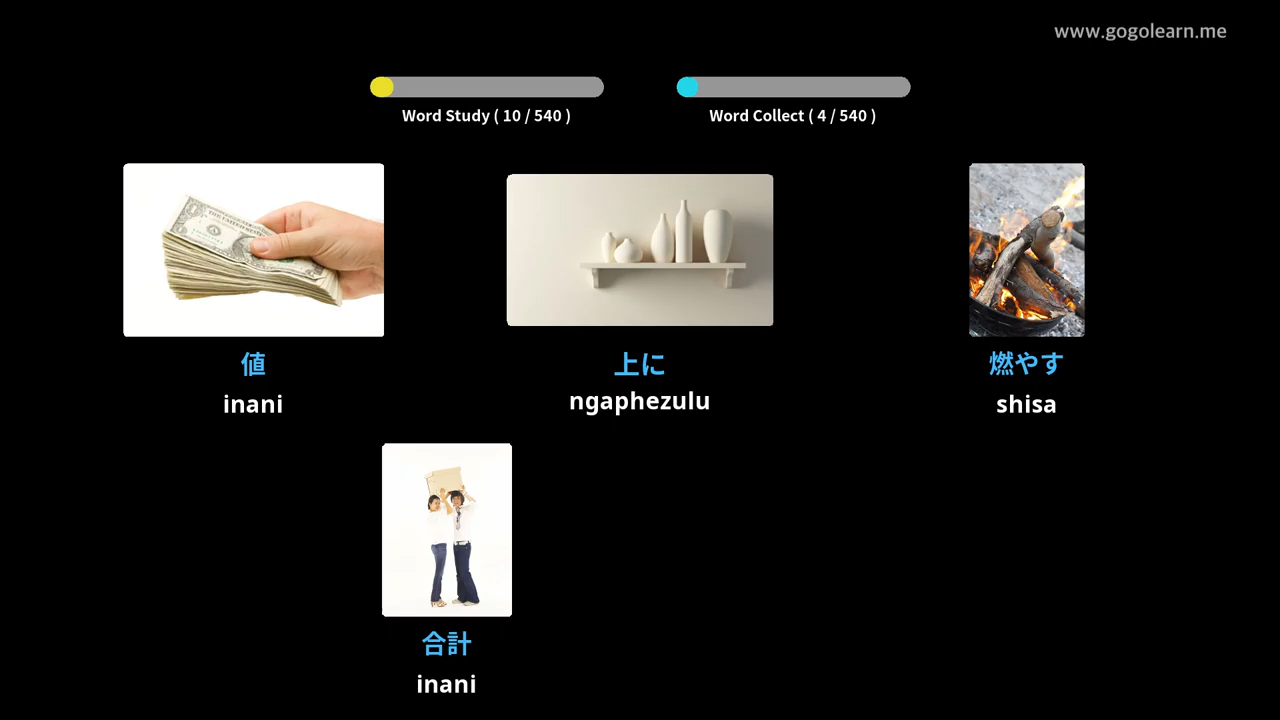 www.gogolearn.me
Word Study ( 10 / 540 )
Word Collect ( 4 / 540 )
値
inani
上に
ngaphezulu
燃やす
shisa
合計
inani